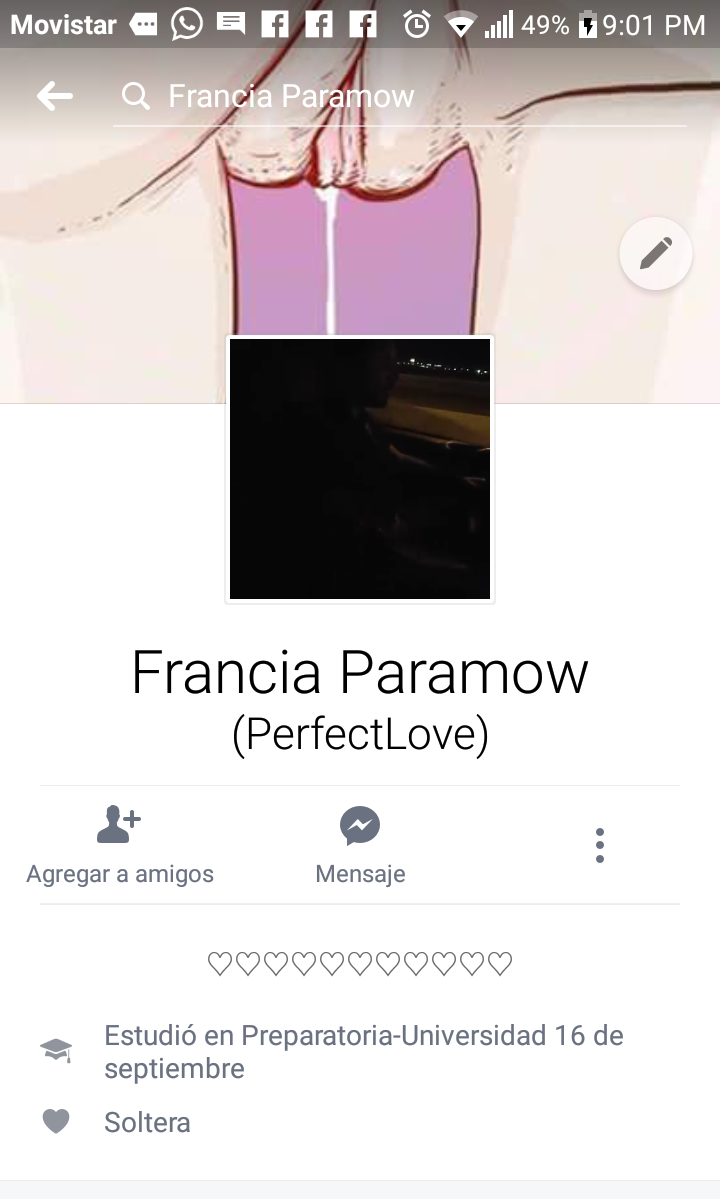 Movistar 49% 9:01 PM
Francia Paramow
Francia Paramow
(PerfectLove)
Agregar a amigos
Mensaje
♡♡♡♡♡♡♡♡♡♡♡
Estudió en Preparatoria-Universidad 16 de
septiembre
Soltera